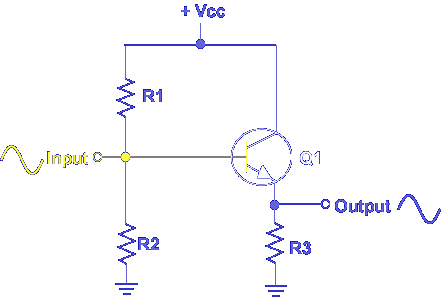 + Vcc
R1
Input
Q1
Output
R2
R3